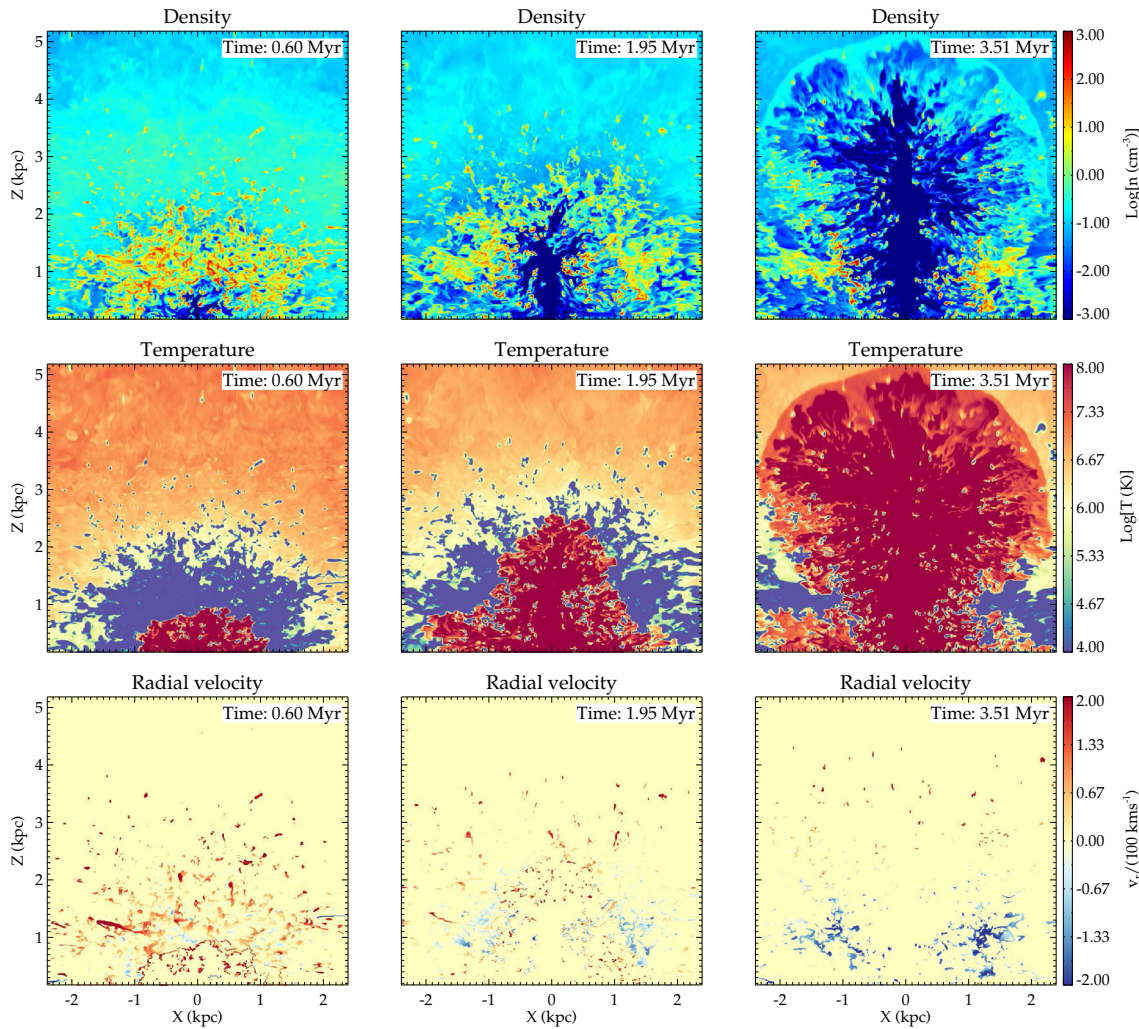 Density
Density
Density
Time: 0.60 Myr
Time: 1.95 Myr
Time: 3.51 Myr
5
4
3
2
1
Z (kpc)
3.00
2.00
1.00
0.00
-1.00
-2.00
-3.00
Log[n (cm⁻³)]
Temperature
Temperature
Temperature
Time: 0.60 Myr
Time: 1.95 Myr
Time: 3.51 Myr
5
4
3
2
1
Z (kpc)
8.00
7.33
6.67
6.00
5.33
4.67
4.00
Log[T (K)]
Radial velocity
Radial velocity
Radial velocity
Time: 0.60 Myr
Time: 1.95 Myr
Time: 3.51 Myr
5
4
3
2
1
Z (kpc)
2.00
1.33
0.67
0.00
-0.67
-1.33
-2.00
vᵣ/(100 kms⁻¹)
-2 -1 0 1 2
-2 -1 0 1 2
-2 -1 0 1 2
X (kpc)
X (kpc)
X (kpc)